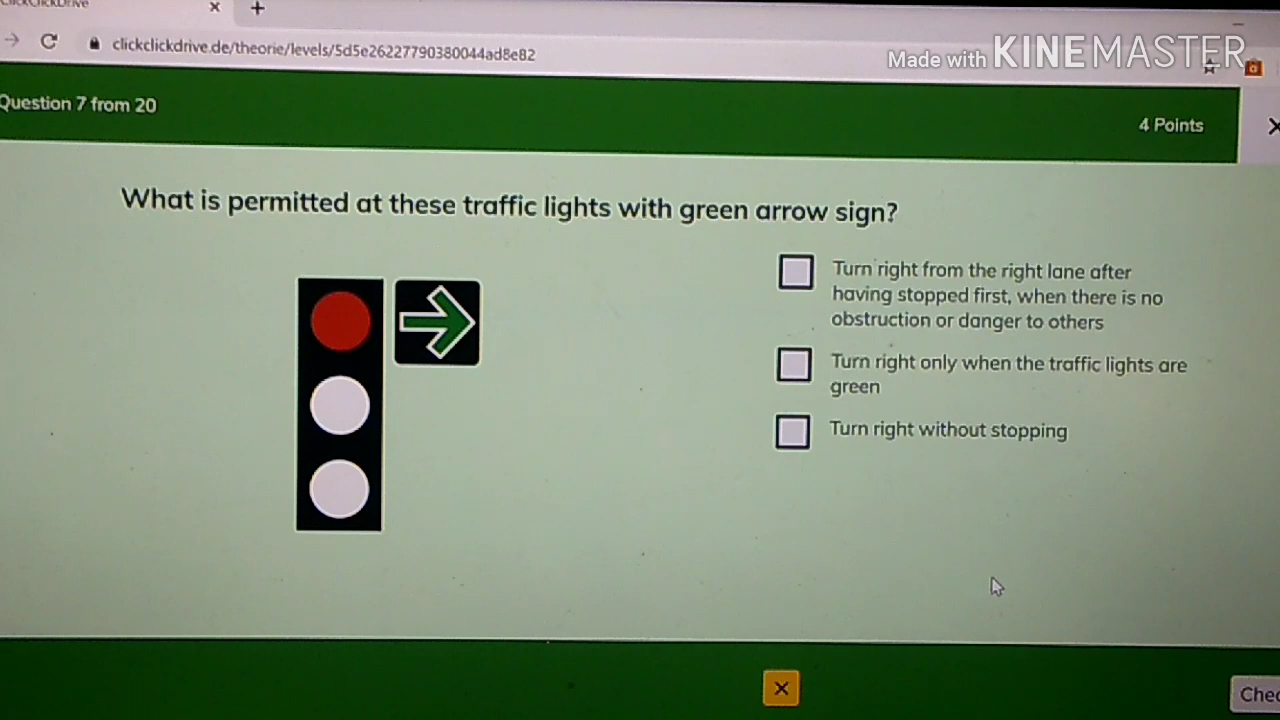 clickclickdrive.de/theorie/levels/5d5e26227790380044ad8e82
Made with KINEMASTER
Question 7 from 20
4 Points
What is permitted at these traffic lights with green arrow sign?
Turn right from the right lane after
having stopped first, when there is no
obstruction or danger to others
Turn right only when the traffic lights are
green
Turn right without stopping
Chec